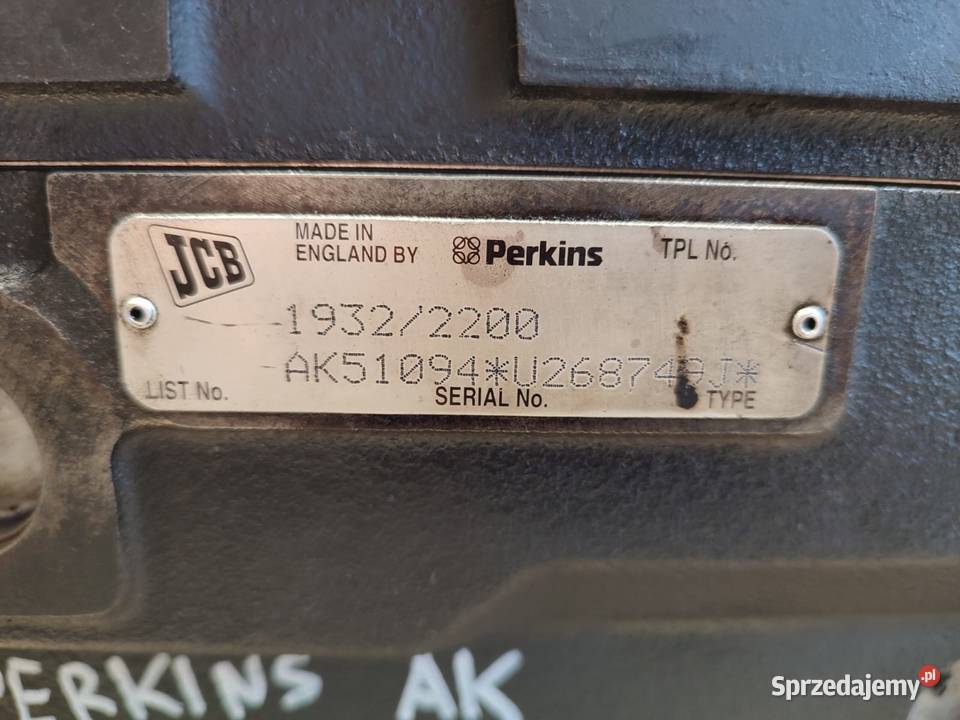 JCB
MADE IN
ENGLAND BY
Perkins
TPL No.
1932/2200
AK51094*U268749J*
LIST No.
SERIAL No.
TYPE
PERKINS AK
Sprzedajemy.pl